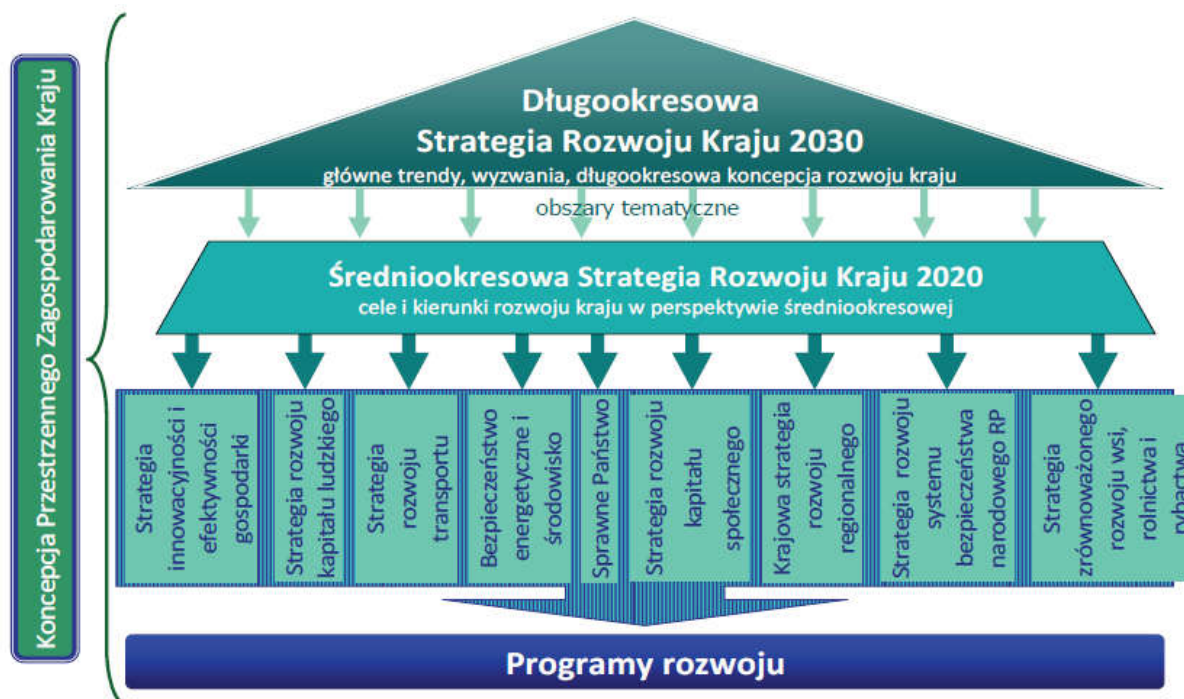 Koncepcja Przestrzennego Zagospodarowania Kraju
Długookresowa
Strategia Rozwoju Kraju 2030
główne trendy, wyzwania, długookresowa koncepcja rozwoju kraju
obszary tematyczne
Średniookresowa Strategia Rozwoju Kraju 2020
cele i kierunki rozwoju kraju w perspektywie średniookresowej
Strategia
innowacyjności i
efektywności
gospodarki
Strategia rozwoju
kapitału ludzkiego
Strategia
rozwoju
transportu
Bezpieczeństwo
energetyczne i
środowisko
Sprawne Państwo
Strategia rozwoju
kapitału
społecznego
Krajowa strategia
rozwoju
regionalnego
Strategia rozwoju
systemu
bezpieczeństwa
narodowego RP
Strategia
zrównoważonego
rozwoju wsi,
rolnictwa i
rybactwa
Programy rozwoju